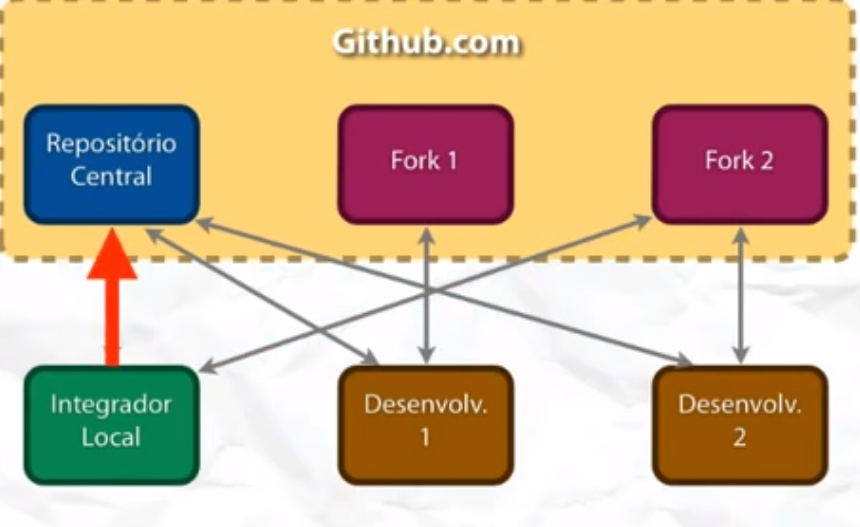 Github.com
Repositório
Central
Fork 1
Fork 2
Integrador
Local
Desenvolv.
1
Desenvolv.
2